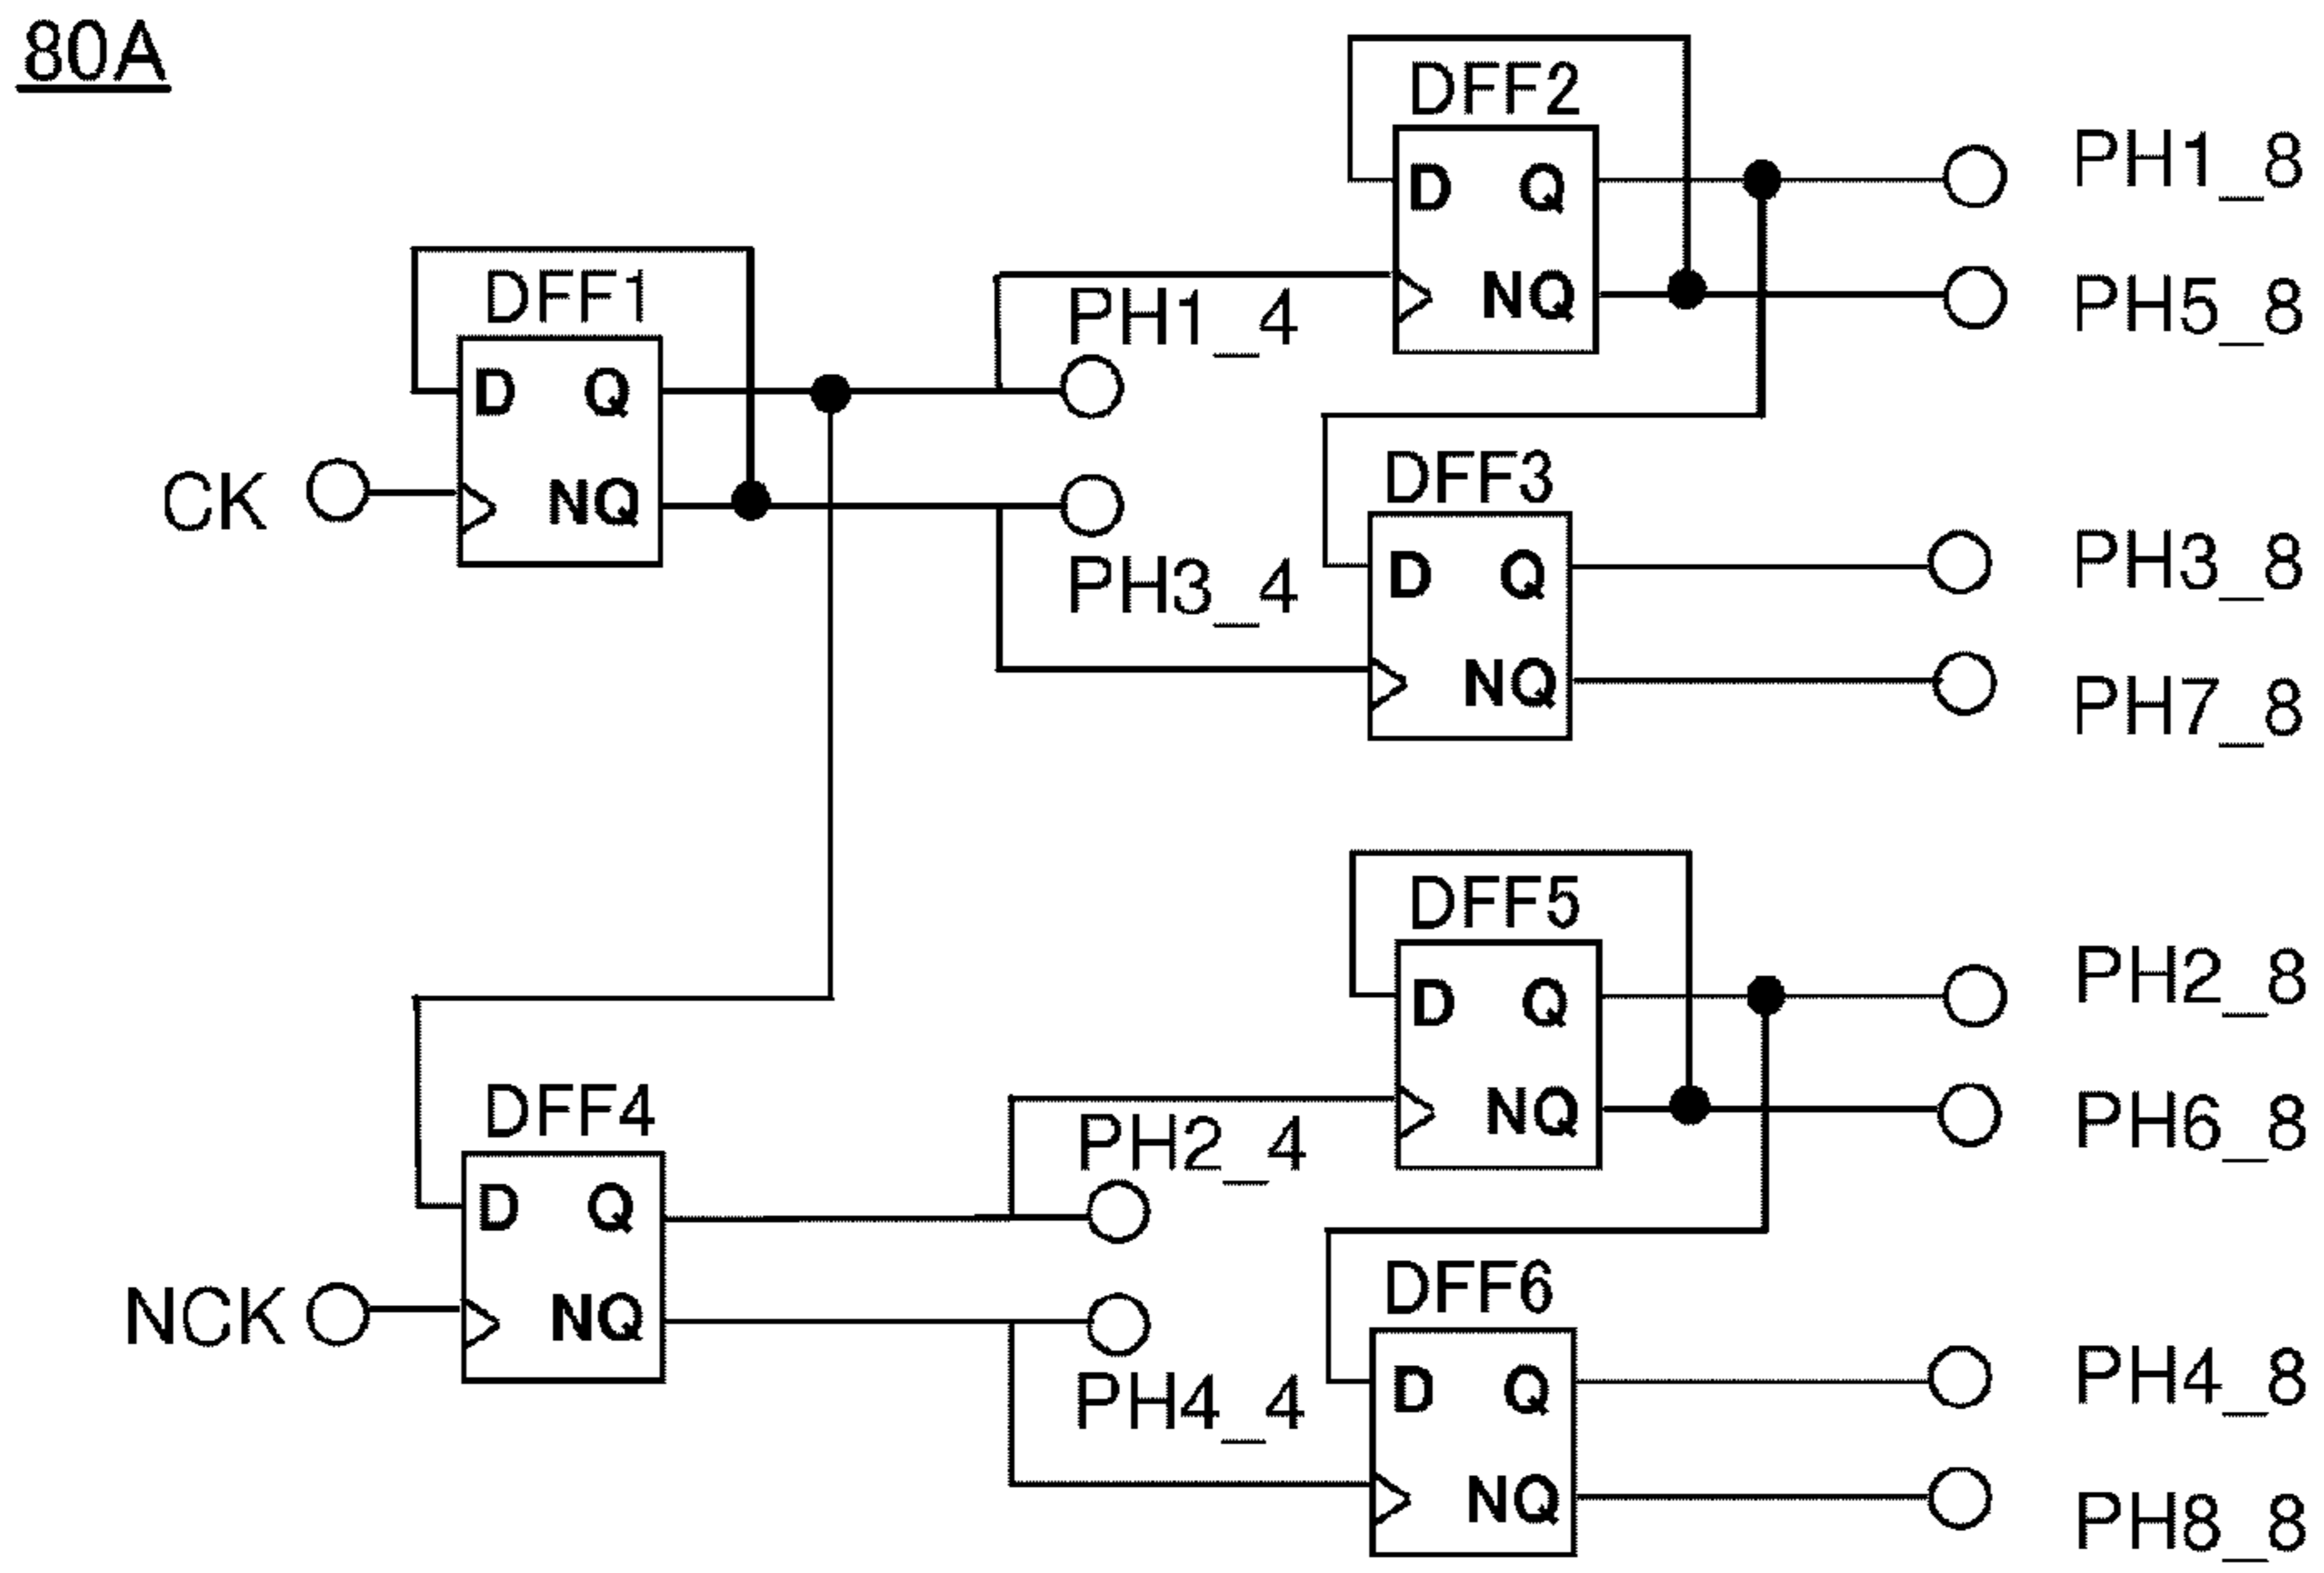 80A
DFF2
D Q
NQ
PH1_8
PH5_8
DFF1
D Q
NQ
CK
PH1_4
PH3_4
DFF3
D Q
NQ
PH3_8
PH7_8
DFF5
D Q
NQ
PH2_8
PH6_8
DFF4
D Q
NQ
NCK
PH2_4
PH4_4
DFF6
D Q
NQ
PH4_8
PH8_8